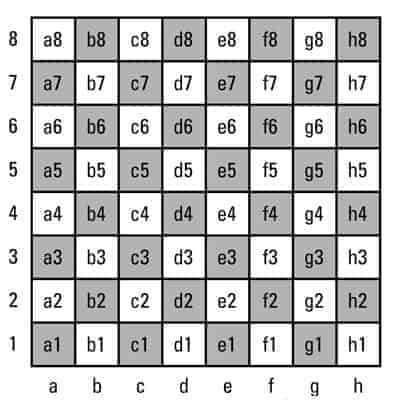 8 a8 b8 c8 d8 e8 f8 g8 h8
7 a7 b7 c7 d7 e7 f7 g7 h7
6 a6 b6 c6 d6 e6 f6 g6 h6
5 a5 b5 c5 d5 e5 f5 g5 h5
4 a4 b4 c4 d4 e4 f4 g4 h4
3 a3 b3 c3 d3 e3 f3 g3 h3
2 a2 b2 c2 d2 e2 f2 g2 h2
1 a1 b1 c1 d1 e1 f1 g1 h1
a b c d e f g h